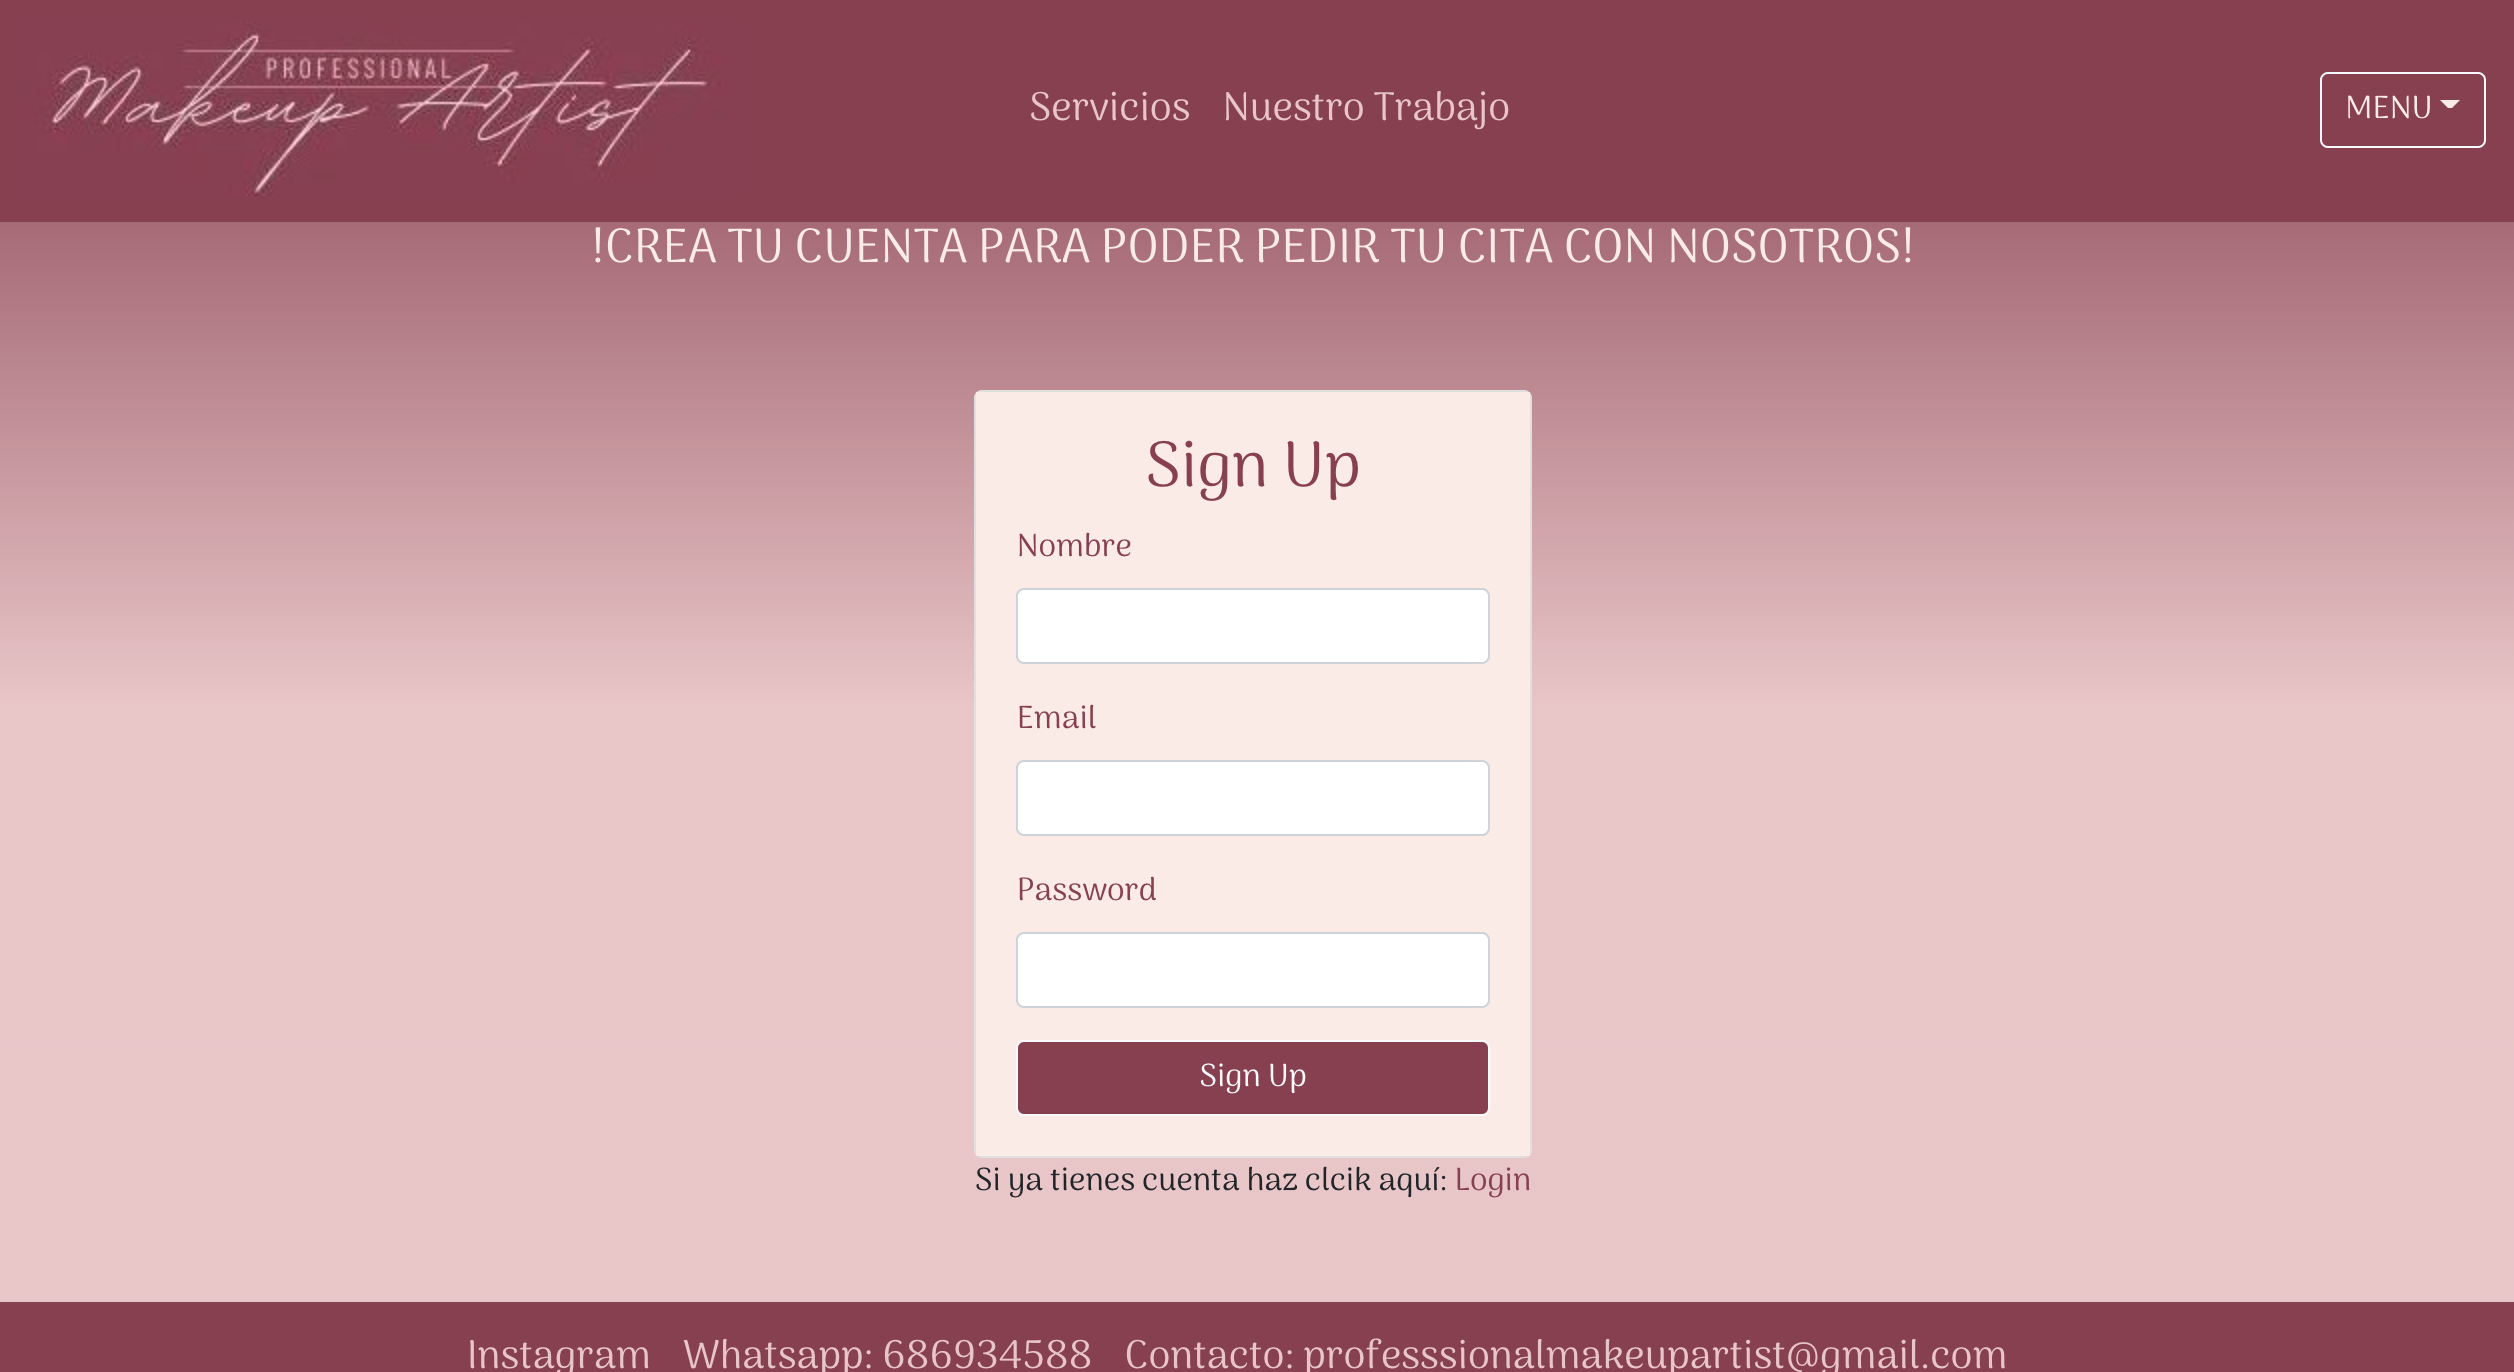 PROFESSIONAL
Makeup Artist
Servicios Nuestro Trabajo
MENU
!CREA TU CUENTA PARA PODER PEDIR TU CITA CON NOSOTROS!
Sign Up
Nombre
Email
Password
Sign Up
Si ya tienes cuenta haz clcik aquí: Login
Instagram Whatsapp: 686934588 Contacto: professsionalmakeupartist@gmail.com